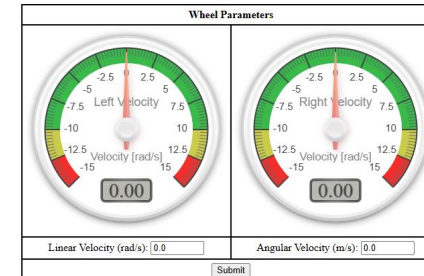 Wheel Parameters
-2.5 0 2.5
-5 5
-7.5 Left Velocity 7.5
-10 10
-12.5 Velocity [rad/s] 12.5
-15 15
0.00
-2.5 0 2.5
-5 5
-7.5 Right Velocity 7.5
-10 10
-12.5 Velocity [rad/s] 12.5
-15 15
0.00
Linear Velocity (rad/s): 0.0
Angular Velocity (m/s): 0.0
Submit